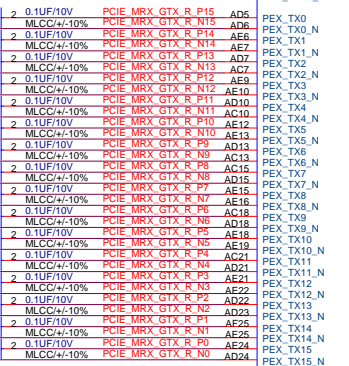 2 0.1UF/10V PCIE_MRX_GTX_R_P15 AD5 PEX_TX0
MLCC/+/-10% PCIE_MRX_GTX_R_N15 AD6 PEX_TX0_N
2 0.1UF/10V PCIE_MRX_GTX_R_P14 AE6 PEX_TX1
MLCC/+/-10% PCIE_MRX_GTX_R_N14 AE7 PEX_TX1_N
2 0.1UF/10V PCIE_MRX_GTX_R_P13 AD7 PEX_TX2
MLCC/+/-10% PCIE_MRX_GTX_R_N13 AC7 PEX_TX2_N
2 0.1UF/10V PCIE_MRX_GTX_R_P12 AE9 PEX_TX3
MLCC/+/-10% PCIE_MRX_GTX_R_N12 AE10 PEX_TX3_N
2 0.1UF/10V PCIE_MRX_GTX_R_P11 AD10 PEX_TX4
MLCC/+/-10% PCIE_MRX_GTX_R_N11 AC10 PEX_TX4_N
2 0.1UF/10V PCIE_MRX_GTX_R_P10 AE12 PEX_TX5
MLCC/+/-10% PCIE_MRX_GTX_R_N10 AE13 PEX_TX5_N
2 0.1UF/10V PCIE_MRX_GTX_R_P9 AD13 PEX_TX6
MLCC/+/-10% PCIE_MRX_GTX_R_N9 AC13 PEX_TX6_N
2 0.1UF/10V PCIE_MRX_GTX_R_P8 AC15 PEX_TX7
MLCC/+/-10% PCIE_MRX_GTX_R_N8 AD15 PEX_TX7_N
2 0.1UF/10V PCIE_MRX_GTX_R_P7 AE15 PEX_TX8
MLCC/+/-10% PCIE_MRX_GTX_R_N7 AE16 PEX_TX8_N
2 0.1UF/10V PCIE_MRX_GTX_R_P6 AC18 PEX_TX9
MLCC/+/-10% PCIE_MRX_GTX_R_N6 AD18 PEX_TX9_N
2 0.1UF/10V PCIE_MRX_GTX_R_P5 AE18 PEX_TX10
MLCC/+/-10% PCIE_MRX_GTX_R_N5 AE19 PEX_TX10_N
2 0.1UF/10V PCIE_MRX_GTX_R_P4 AC21 PEX_TX11
MLCC/+/-10% PCIE_MRX_GTX_R_N4 AD21 PEX_TX11_N
2 0.1UF/10V PCIE_MRX_GTX_R_P3 AE21 PEX_TX12
MLCC/+/-10% PCIE_MRX_GTX_R_N3 AE22 PEX_TX12_N
2 0.1UF/10V PCIE_MRX_GTX_R_P2 AD22 PEX_TX13
MLCC/+/-10% PCIE_MRX_GTX_R_N2 AD23 PEX_TX13_N
2 0.1UF/10V PCIE_MRX_GTX_R_P1 AF25 PEX_TX14
MLCC/+/-10% PCIE_MRX_GTX_R_N1 AE25 PEX_TX14_N
2 0.1UF/10V PCIE_MRX_GTX_R_P0 AE24 PEX_TX15
MLCC/+/-10% PCIE_MRX_GTX_R_N0 AD24 PEX_TX15_N